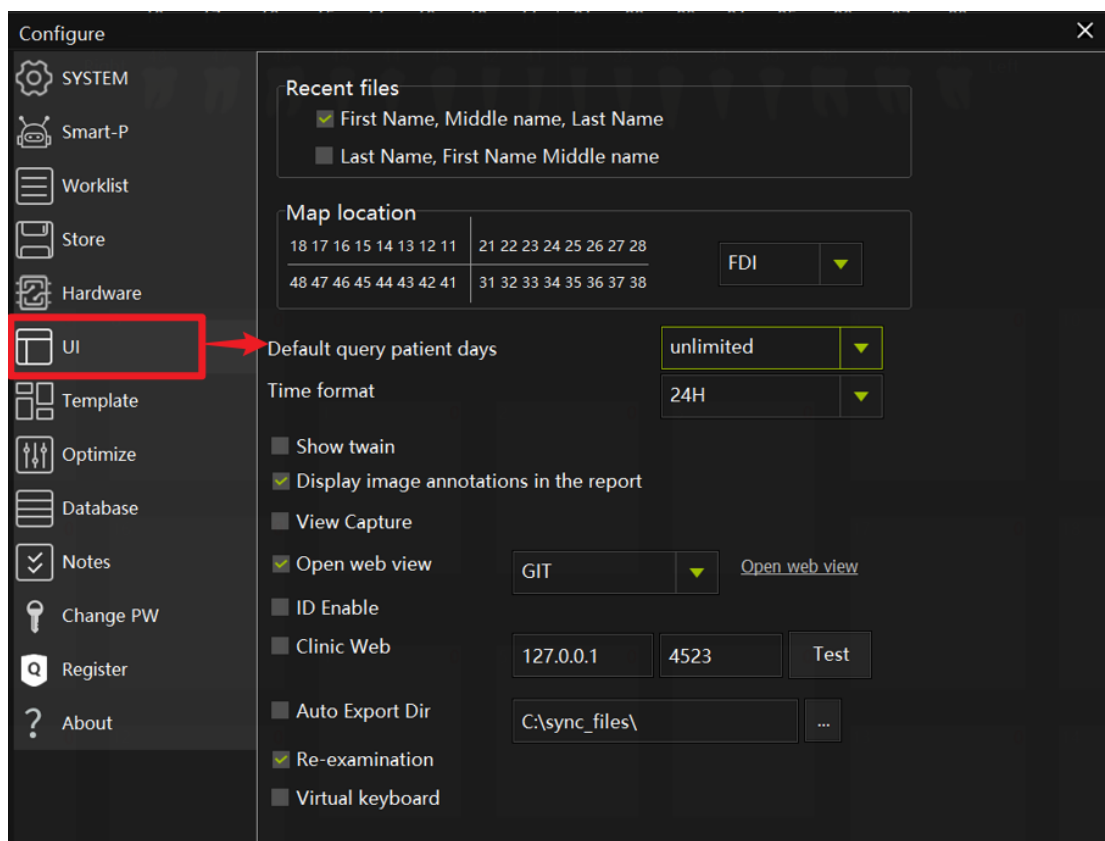 Configure
SYSTEM
Smart-P
Worklist
Store
Hardware
UI
Template
Optimize
Database
Notes
Change PW
Register
About
Recent files
First Name, Middle name, Last Name
Last Name, First Name Middle name
Map location
18 17 16 15 14 13 12 11 21 22 23 24 25 26 27 28
48 47 46 45 44 43 42 41 31 32 33 34 35 36 37 38
FDI
Default query patient days unlimited
Time format 24H
Show twain
Display image annotations in the report
View Capture
Open web view GIT Open web view
ID Enable
Clinic Web 127.0.0.1 4523 Test
Auto Export Dir C:\sync_files\ ...
Re-examination
Virtual keyboard